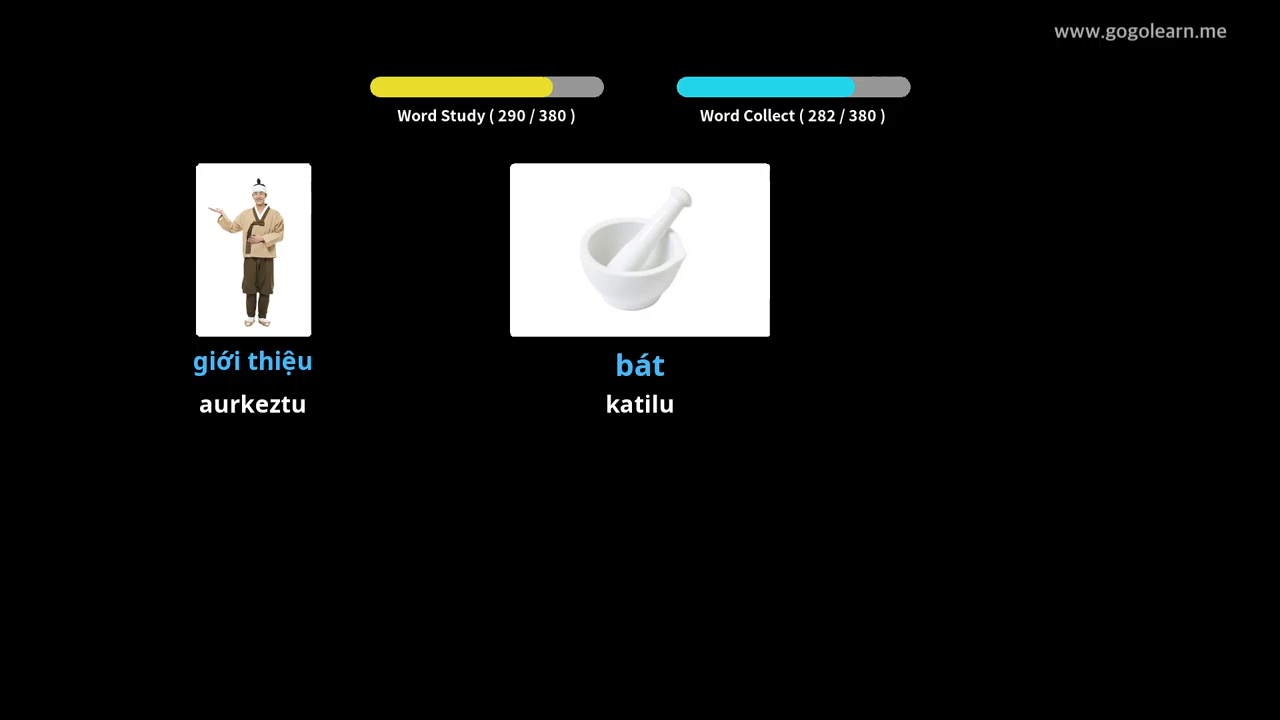 www.gogolearn.me
Word Study ( 290 / 380 )
Word Collect ( 282 / 380 )
giới thiệu
aurkeztu
bát
katilu